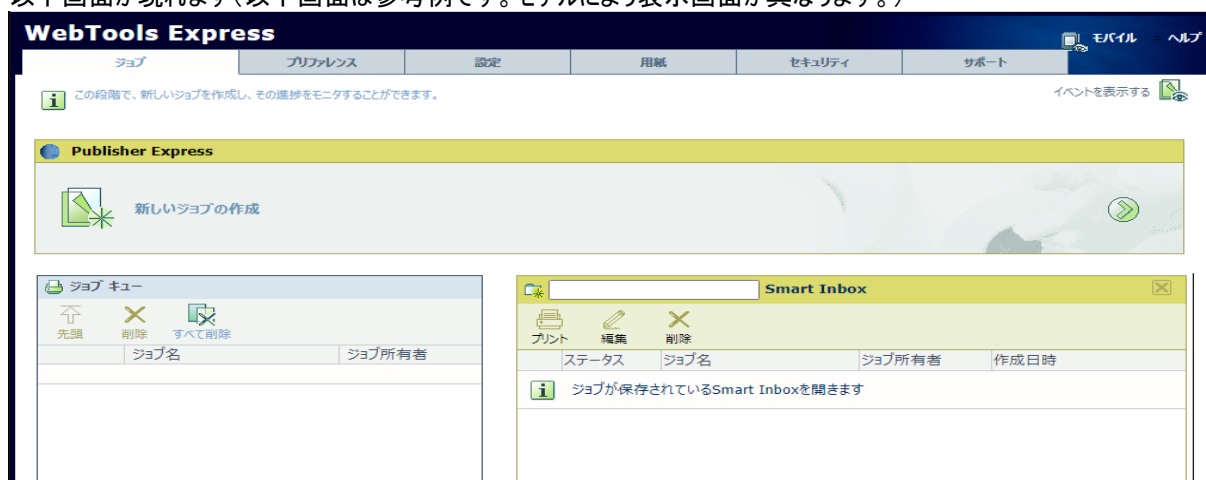 以下画面が現れます（以下画面は参考例です。モデルにより表示画面が異なります。）
WebTools Express
モバイル ヘルプ
ジョブ プリファレンス 設定 用紙 セキュリティ サポート
この段階で、新しいジョブを作成し、その進捗をモニタすることができます。
イベントを表示する
Publisher Express
新しいジョブの作成
ジョブ キュー
先頭 削除 すべて削除
ジョブ名 ジョブ所有者
Smart Inbox
プリント 編集 削除
ステータス ジョブ名 ジョブ所有者 作成日時
ジョブが保存されているSmart Inboxを開きます